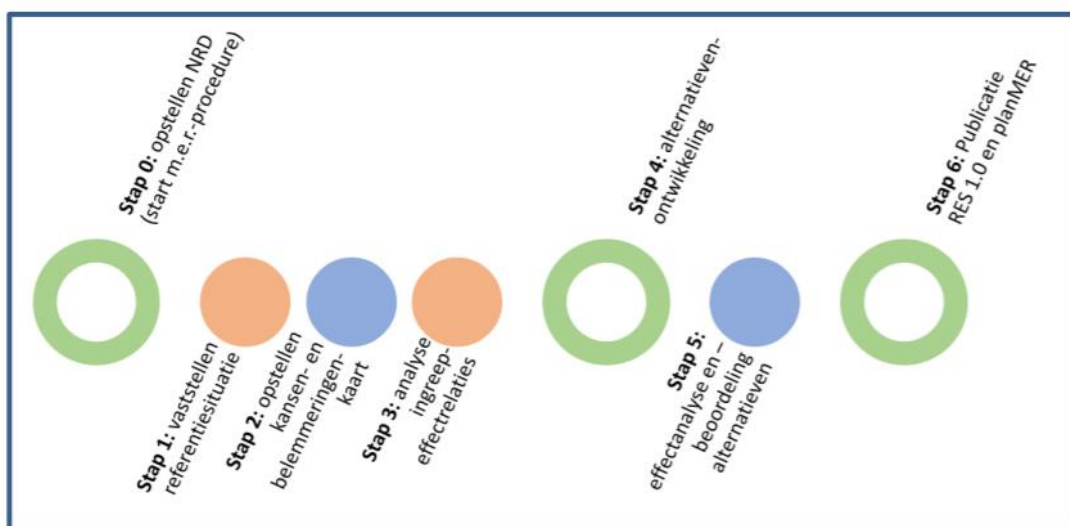 Stap 0: opstellen NRD
(start m.e.r.-procedure)
Stap 1: vaststellen
referentiesituatie
Stap 2: opstellen
kansen- en
belemmeringen-
kaart
Stap 3: analyse
ingreep-
effectrelaties
Stap 4: alternatieven-
ontwikkeling
Stap 5:
effectanalyse en –
beoordeling
alternatieven
Stap 6: Publicatie
RES 1.0 en planMER